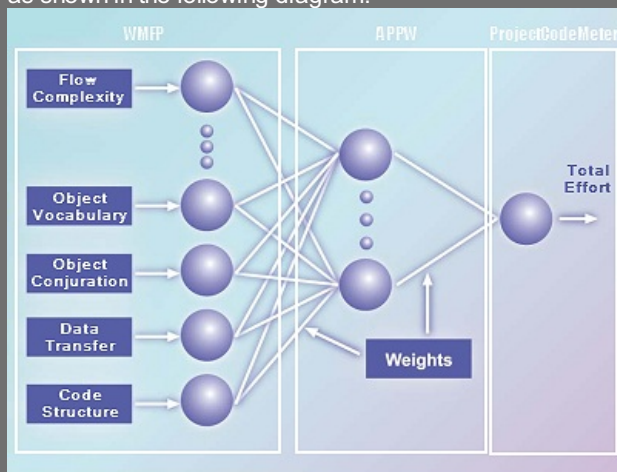 as shown in the following diagram:
WMFP
APPW
ProjectCodeMeter
Flow
Complexity
Object
Vocabulary
Object
Conjuration
Data
Transfer
Code
Structure
Weights
Total
Effort